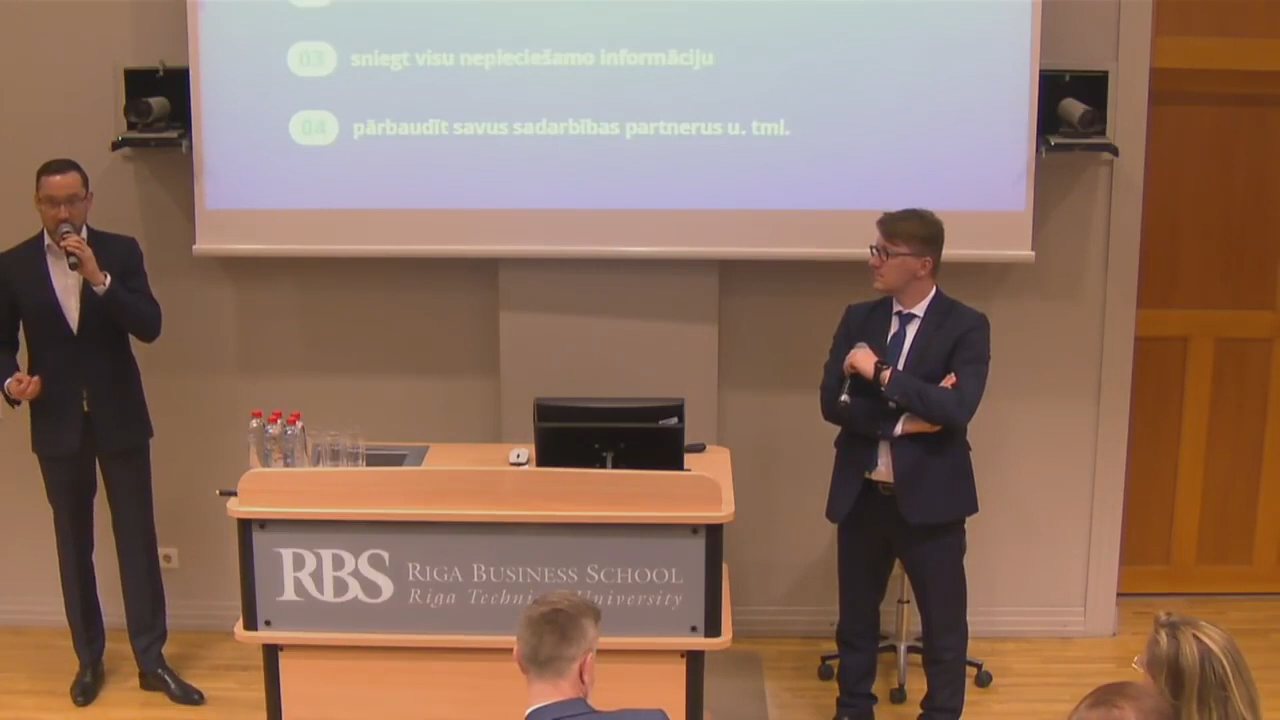 03 sniegt visu nepieciešamo informāciju
04 pārbaudīt savus sadarbības partnerus u. tml.
RBS RIGA BUSINESS SCHOOL
Riga Technical University